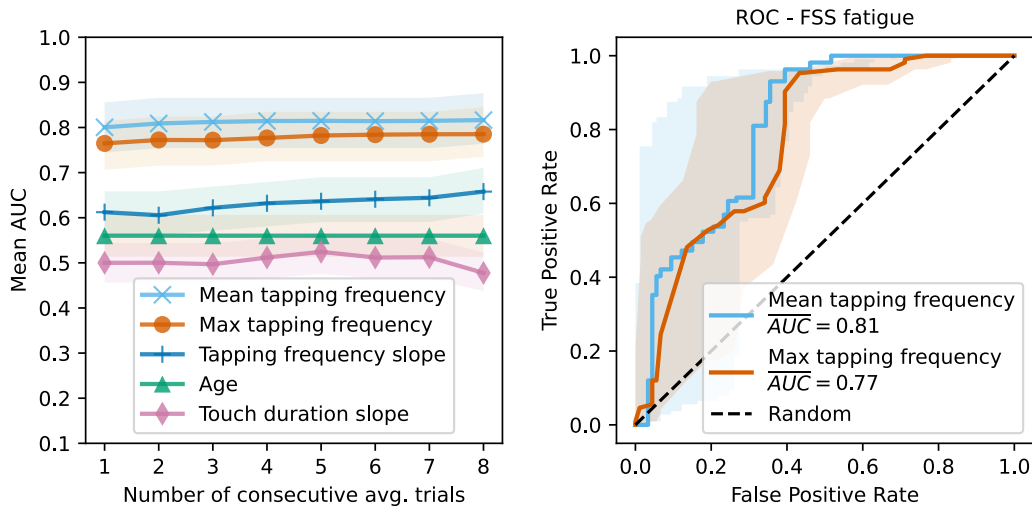 1.0
0.9
0.8
0.7
0.6
0.5
0.4
0.3
0.2
0.1
Mean AUC
Mean tapping frequency
Max tapping frequency
Tapping frequency slope
Age
Touch duration slope
1 2 3 4 5 6 7 8
Number of consecutive avg. trials
ROC - FSS fatigue
1.0
0.8
0.6
0.4
0.2
0.0
True Positive Rate
Mean tapping frequency
AUC = 0.81
Max tapping frequency
AUC = 0.77
Random
0.0 0.2 0.4 0.6 0.8 1.0
False Positive Rate